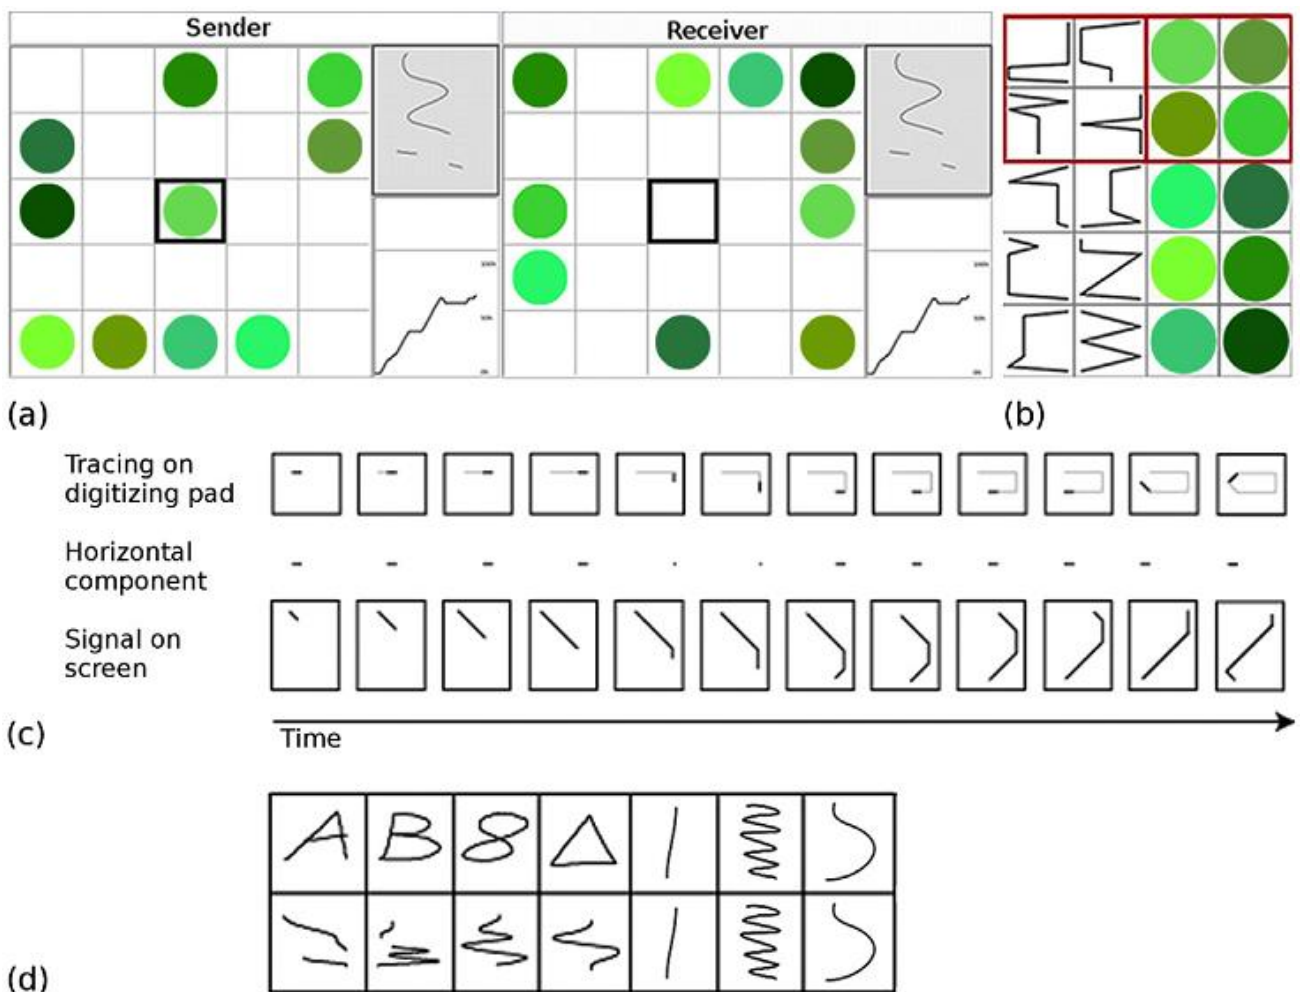 Sender
Receiver
(a)
(b)
Tracing on
digitizing pad
Horizontal
component
Signal on
screen
(c)
Time
A B 8
(d)